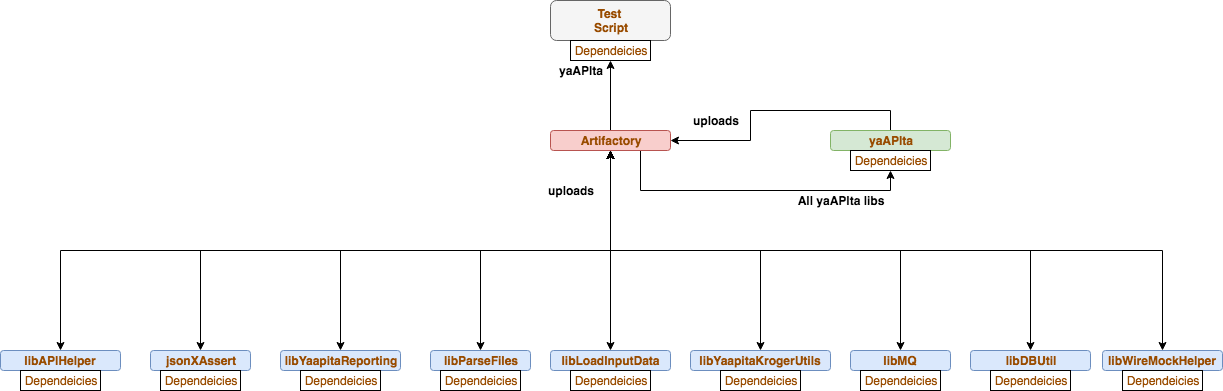 Test
Script
Dependeicies
yaAPIta
uploads
Artifactory
yaAPIta
Dependeicies
uploads
All yaAPIta libs
libAPIHelper
jsonXAssert
libYaapitaReporting
libParseFiles
libLoadInputData
libYaapitaKrogerUtils
libMQ
libDBUtil
libWireMockHelper
Dependeicies
Dependeicies
Dependeicies
Dependeicies
Dependeicies
Dependeicies
Dependeicies
Dependeicies
Dependeicies